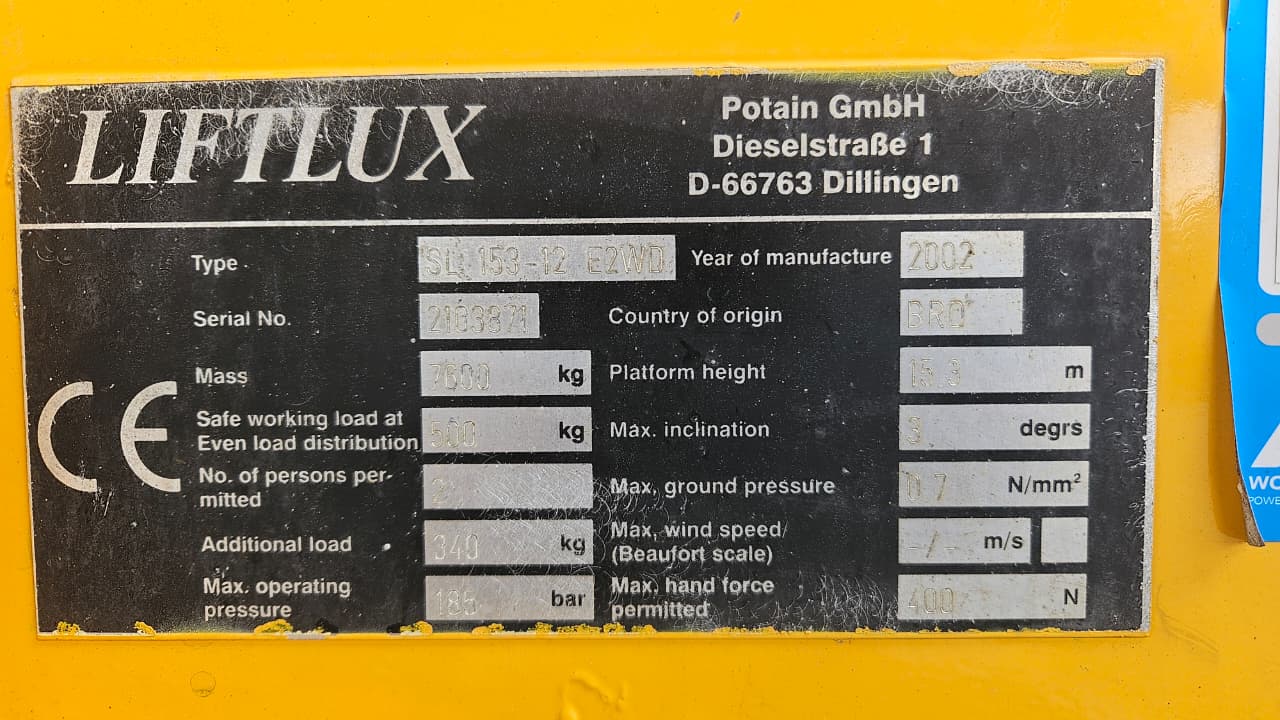 LIFTLUX
Potain GmbH
Dieselstraße 1
D-66763 Dillingen
Type SL 153-12 E2WD Year of manufacture 2002
Serial No. Country of origin BRD
Mass kg Platform height 15.3 m
Safe working load at
Even load distribution 500 kg Max. inclination 3 degrs
No. of persons per-
mitted 2 Max. ground pressure 0.7 N/mm²
Additional load 340 kg Max. wind speed/
(Beaufort scale) -/- m/s
Max. operating
pressure 185 bar Max. hand force
permitted 400 N
CE
WO
POWE